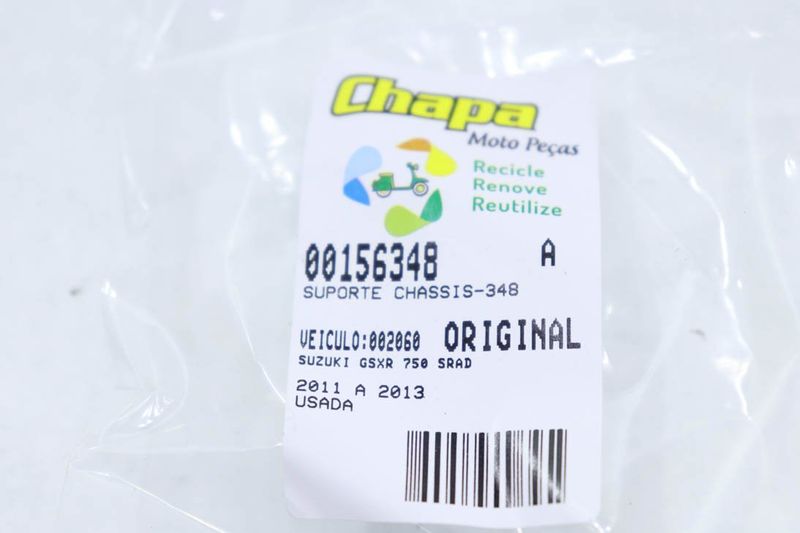 Chapa
Moto Peças
Recicle
Renove
Reutilize
00156348 A
SUPORTE CHASSIS-348
VEICULO:002060 ORIGINAL
SUZUKI GSXR 750 SRAD
2011 A 2013
USADA